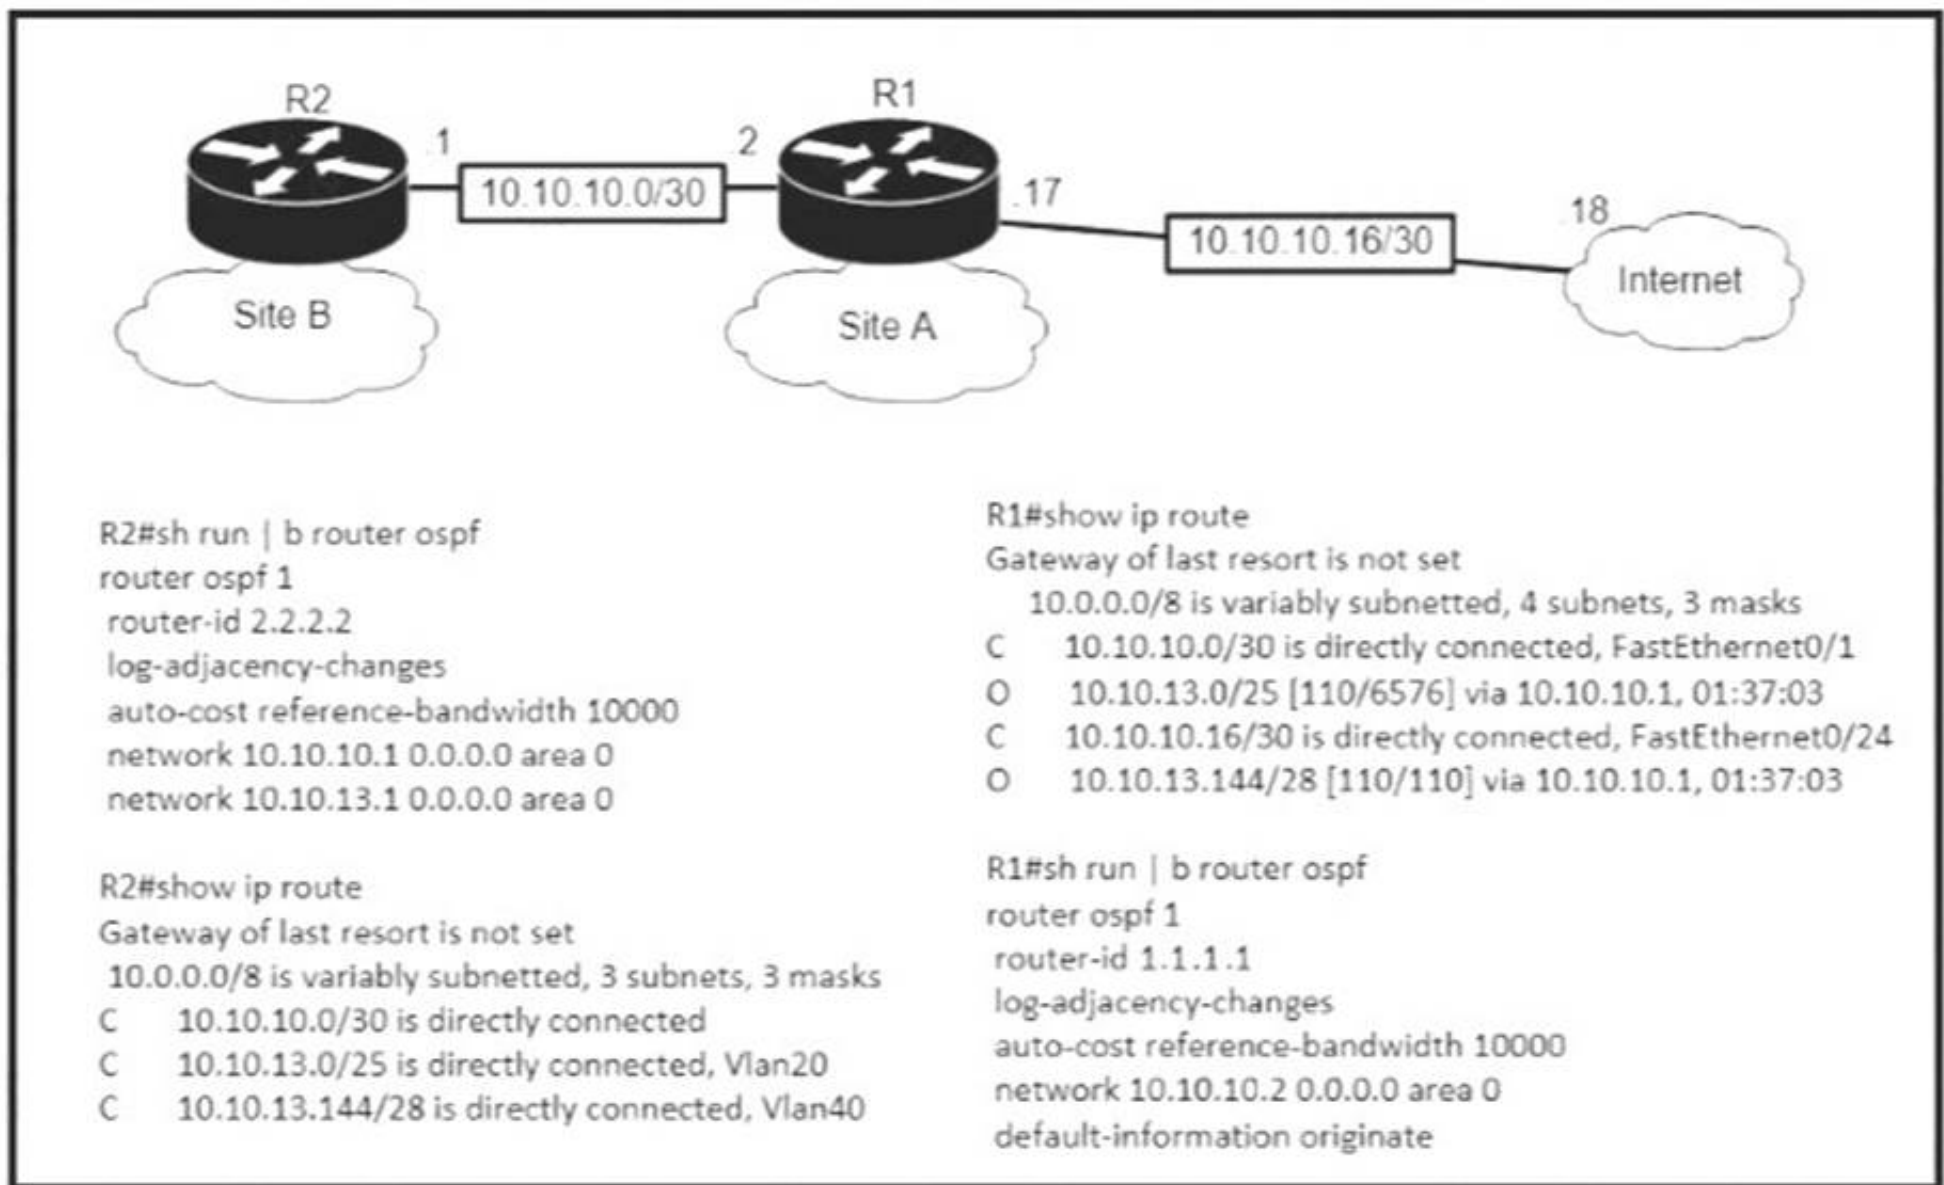 R2
R1
.1
.2
10.10.10.0/30
.17
.18
10.10.10.16/30
Internet
Site B
Site A
R2#sh run | b router ospf
router ospf 1
router-id 2.2.2.2
log-adjacency-changes
auto-cost reference-bandwidth 10000
network 10.10.10.1 0.0.0.0 area 0
network 10.10.13.1 0.0.0.0 area 0
R2#show ip route
Gateway of last resort is not set
10.0.0.0/8 is variably subnetted, 3 subnets, 3 masks
C 10.10.10.0/30 is directly connected
C 10.10.13.0/25 is directly connected, Vlan20
C 10.10.13.144/28 is directly connected, Vlan40
R1#show ip route
Gateway of last resort is not set
10.0.0.0/8 is variably subnetted, 4 subnets, 3 masks
C 10.10.10.0/30 is directly connected, FastEthernet0/1
O 10.10.13.0/25 [110/6576] via 10.10.10.1, 01:37:03
C 10.10.10.16/30 is directly connected, FastEthernet0/24
O 10.10.13.144/28 [110/110] via 10.10.10.1, 01:37:03
R1#sh run | b router ospf
router ospf 1
router-id 1.1.1.1
log-adjacency-changes
auto-cost reference-bandwidth 10000
network 10.10.10.2 0.0.0.0 area 0
default-information originate